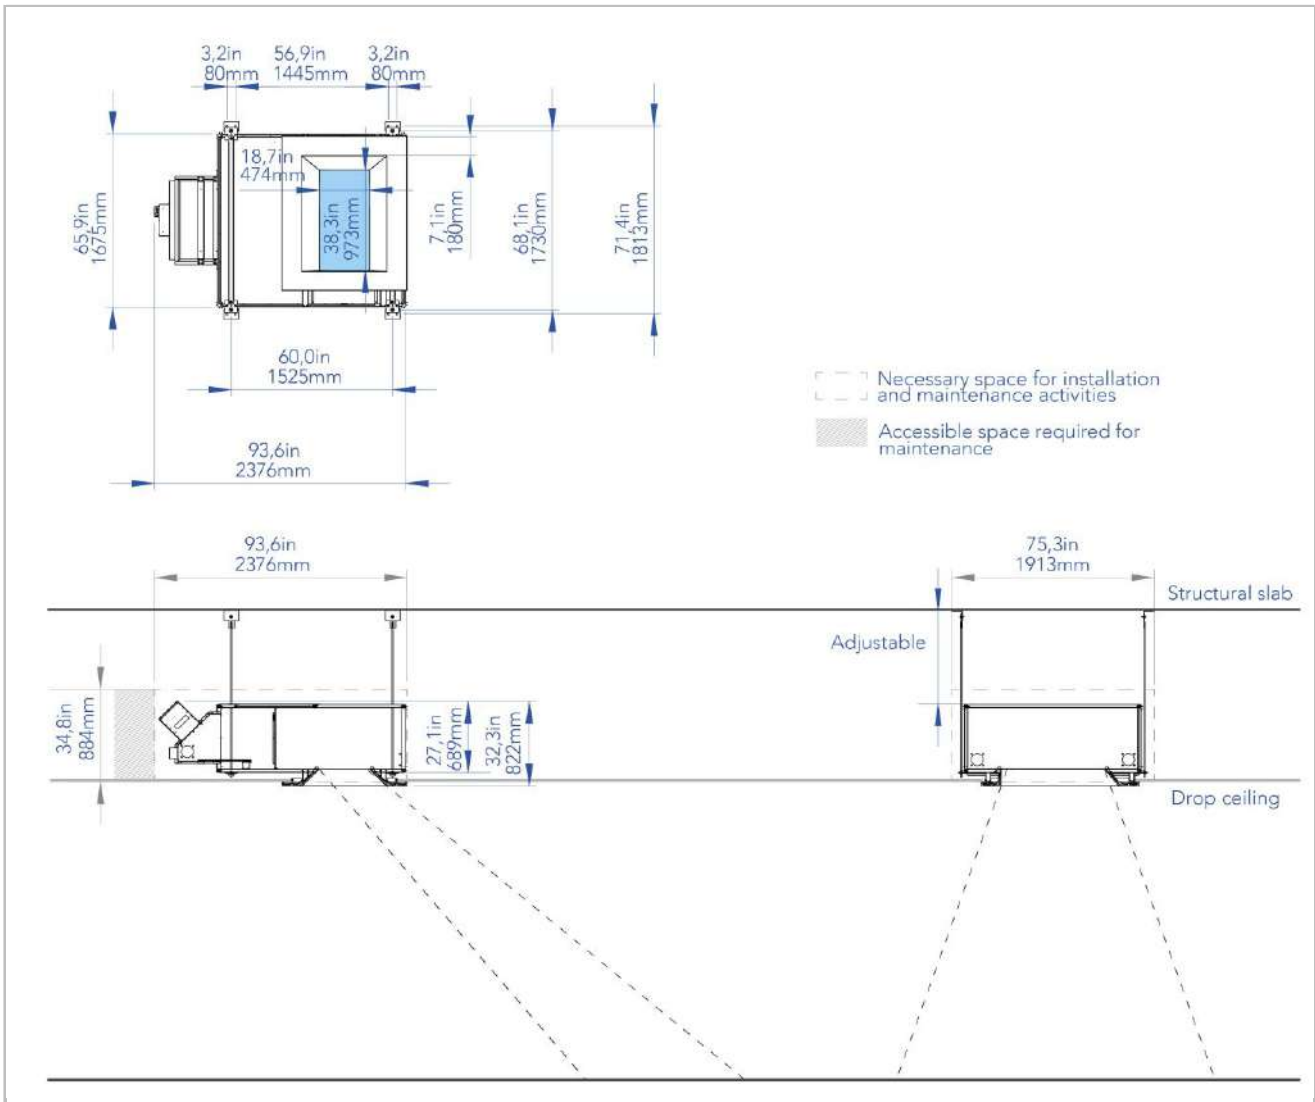 3,2in
80mm
56,9in
1445mm
3,2in
80mm
18,7in
474mm
38,3in
973mm
65,9in
1675mm
7,1in
180mm
68,1in
1730mm
71,4in
1813mm
60,0in
1525mm
93,6in
2376mm
Necessary space for installation
and maintenance activities
Accessible space required for
maintenance
93,6in
2376mm
75,3in
1913mm
Structural slab
Adjustable
34,8in
884mm
27,1in
689mm
32,3in
822mm
Drop ceiling